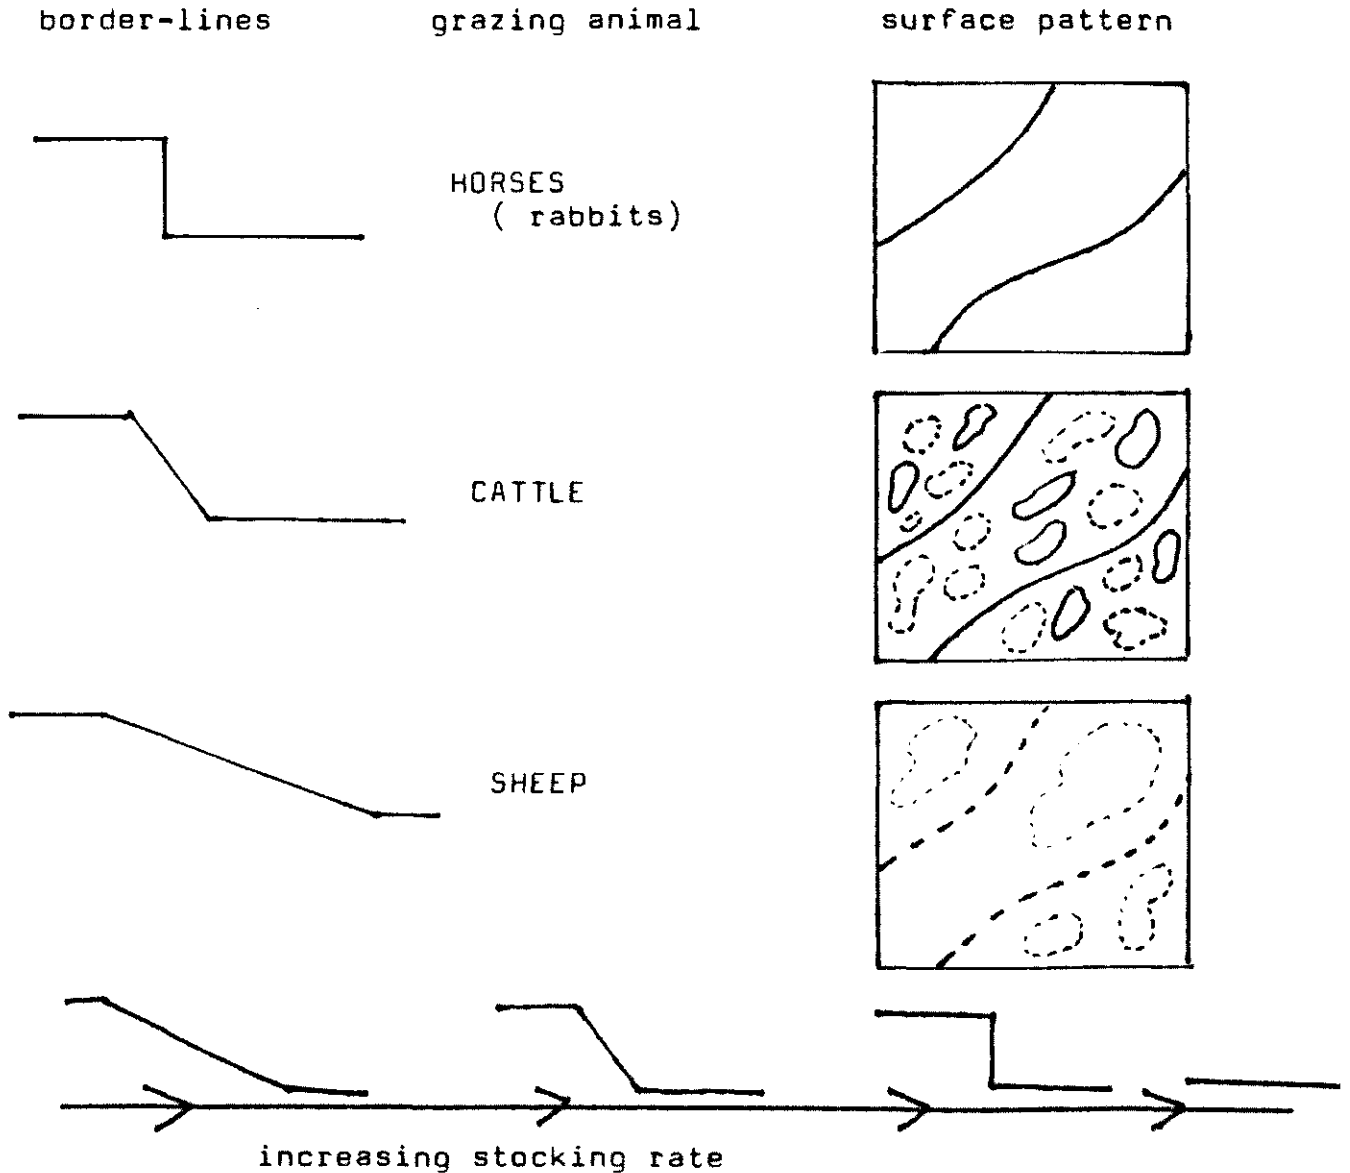 border-lines grazing animal surface pattern
HORSES
( rabbits)
CATTLE
SHEEP
increasing stocking rate